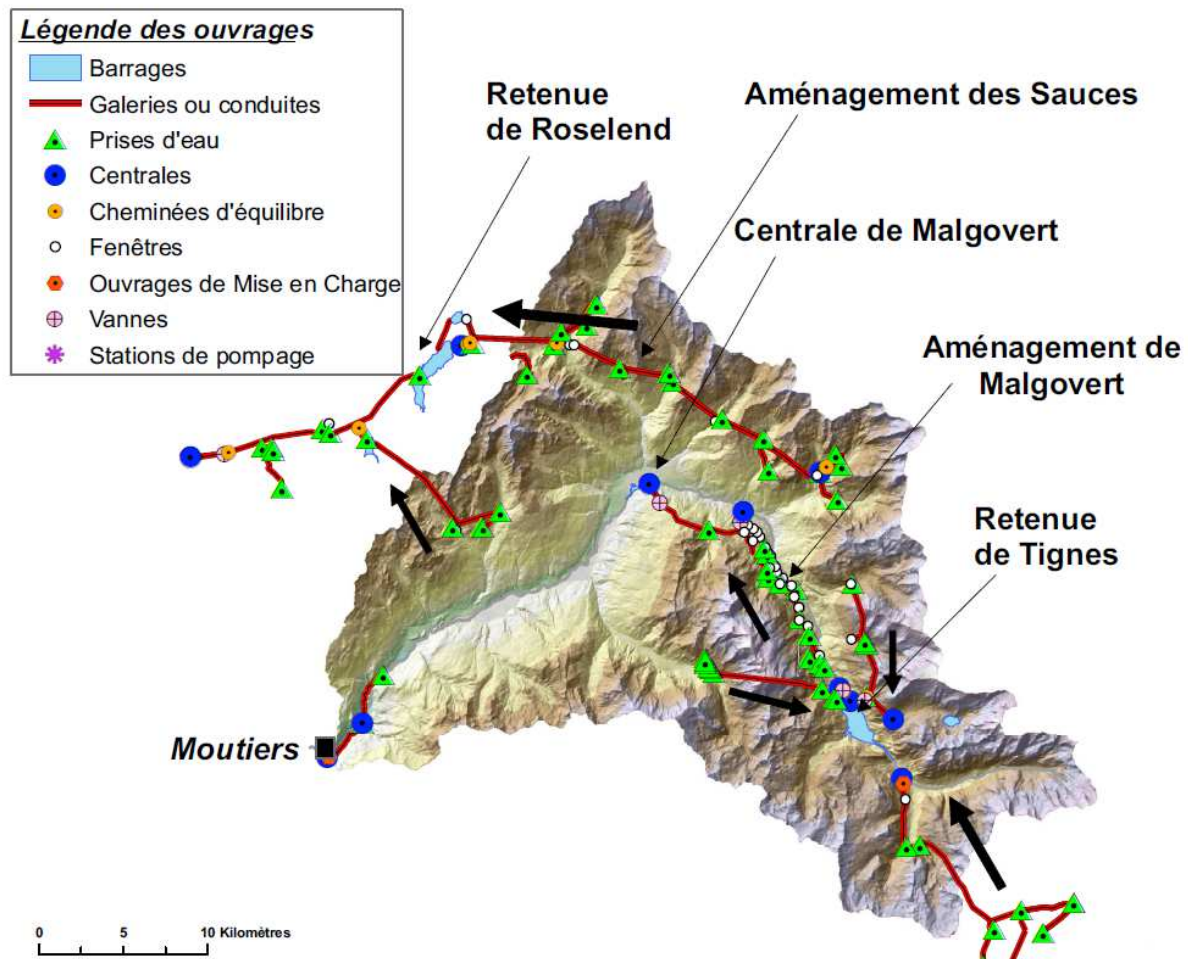 Légende des ouvrages
Barrages
Galeries ou conduites
Prises d'eau
Centrales
Cheminées d'équilibre
Fenêtres
Ouvrages de Mise en Charge
Vannes
Stations de pompage
Retenue
de Roselend
Aménagement des Sauces
Centrale de Malgovert
Aménagement de
Malgovert
Retenue
de Tignes
Moutiers
0 5 10 Kilomètres